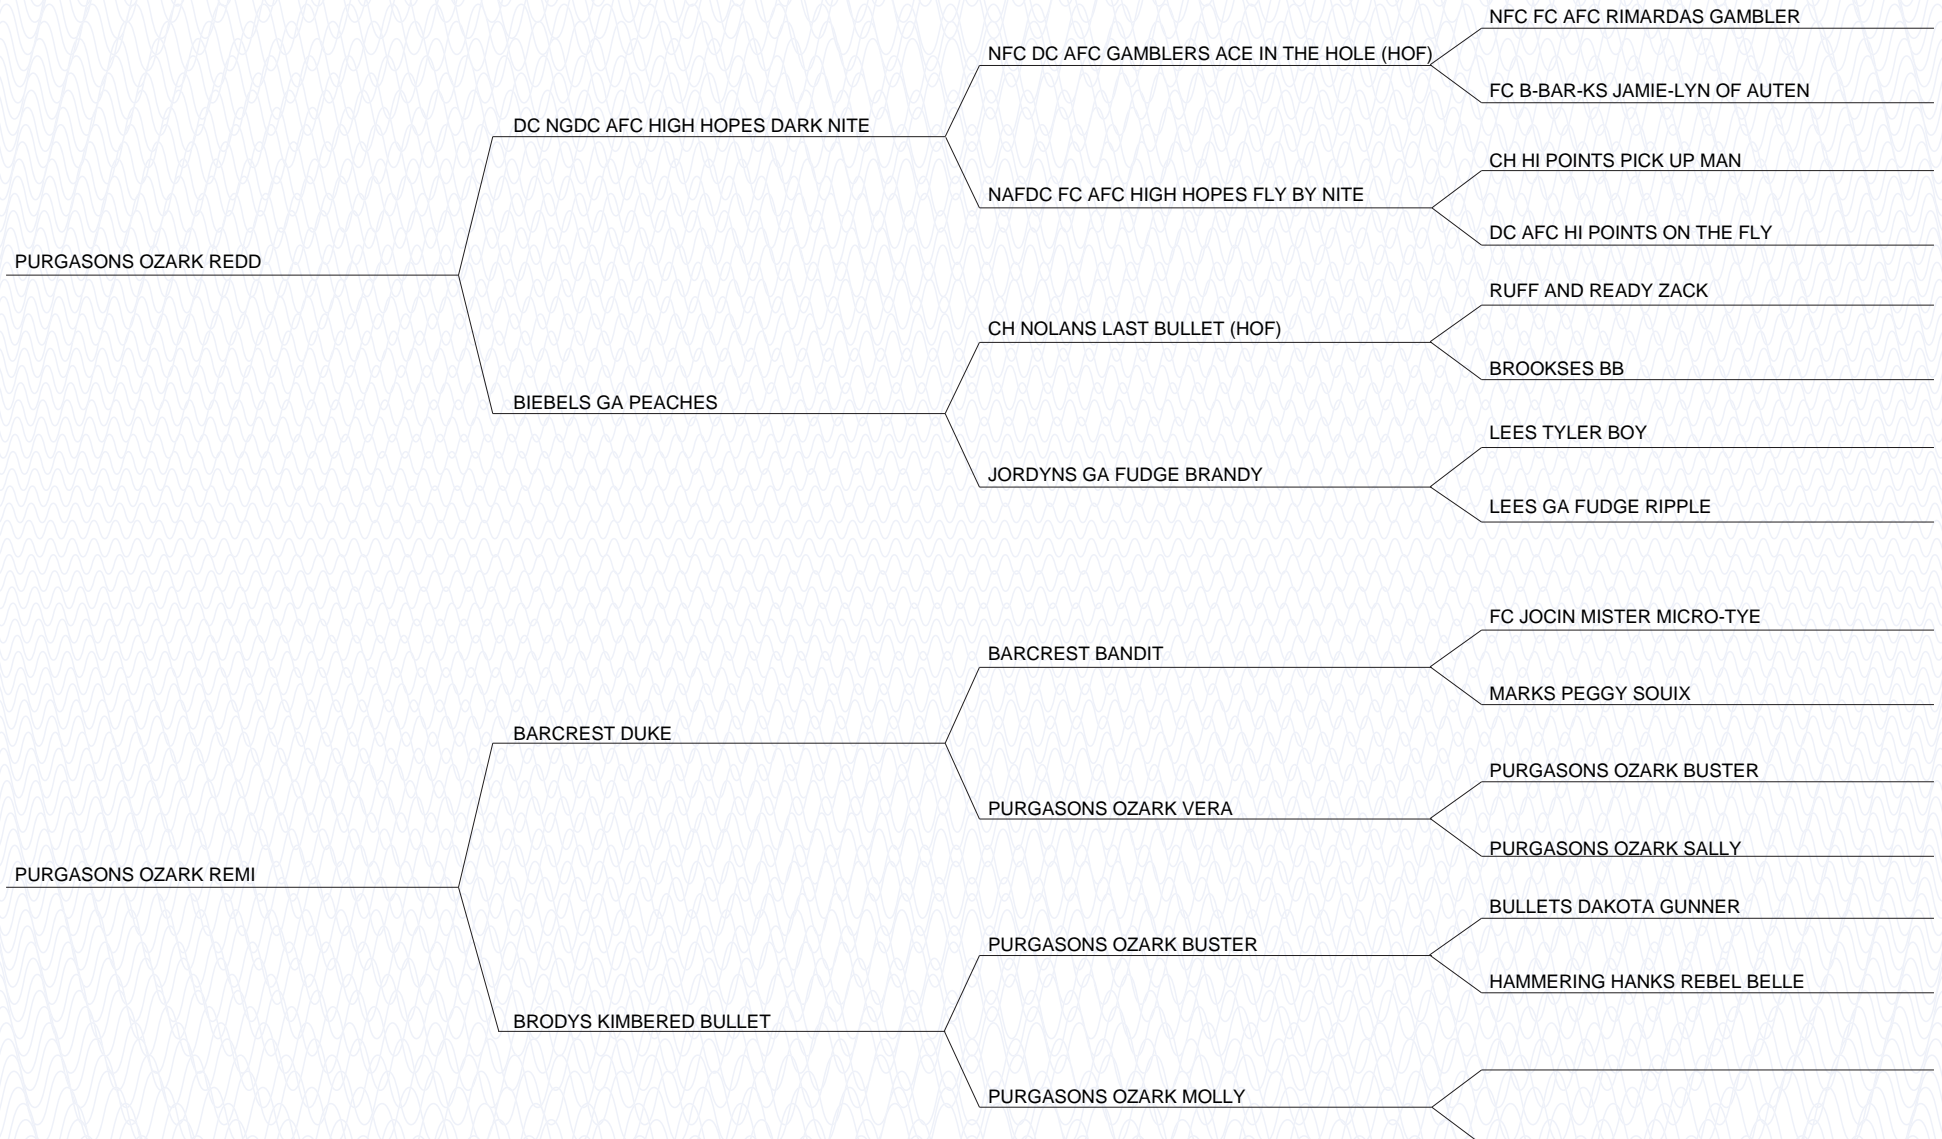 NFC FC AFC RIMARDAS GAMBLER
NFC DC AFC GAMBLERS ACE IN THE HOLE (HOF)
FC B-BAR-KS JAMIE-LYN OF AUTEN
DC NGDC AFC HIGH HOPES DARK NITE
CH HI POINTS PICK UP MAN
NAFDC FC AFC HIGH HOPES FLY BY NITE
DC AFC HI POINTS ON THE FLY
PURGASONS OZARK REDD
RUFF AND READY ZACK
CH NOLANS LAST BULLET (HOF)
BROOKSES BB
BIEBELS GA PEACHES
LEES TYLER BOY
JORDYNS GA FUDGE BRANDY
LEES GA FUDGE RIPPLE
FC JOCIN MISTER MICRO-TYE
BARCREST BANDIT
MARKS PEGGY SOUIX
BARCREST DUKE
PURGASONS OZARK BUSTER
PURGASONS OZARK VERA
PURGASONS OZARK SALLY
PURGASONS OZARK REMI
BULLETS DAKOTA GUNNER
PURGASONS OZARK BUSTER
HAMMERING HANKS REBEL BELLE
BRODYS KIMBERED BULLET
PURGASONS OZARK MOLLY